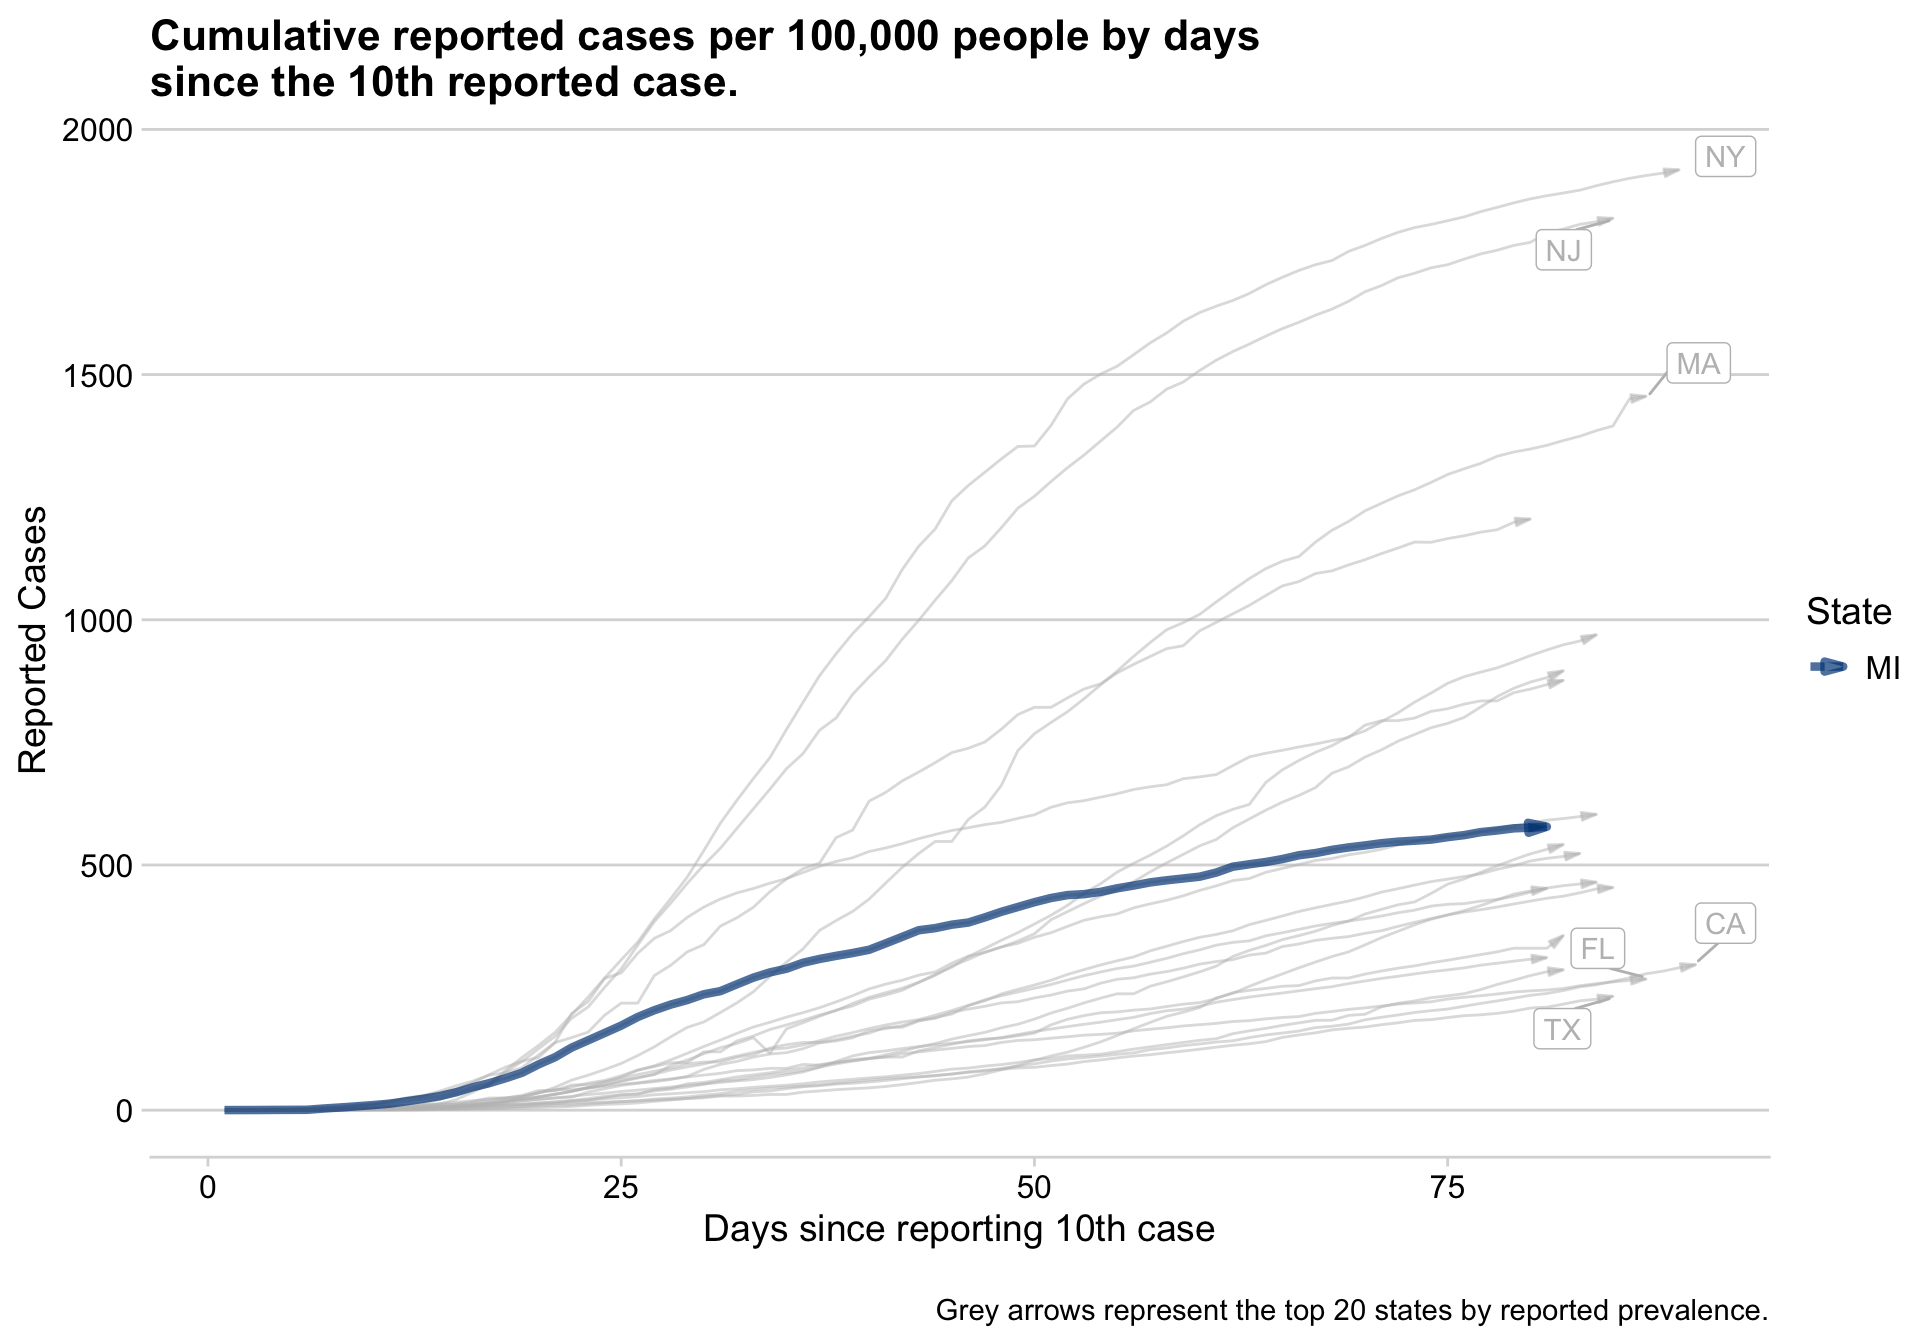 Cumulative reported cases per 100,000 people by days
since the 10th reported case.
2000
1500
1000
500
0
Reported Cases
NY
NJ
MA
CA
FL
TX
State
MI
0
25
50
75
Days since reporting 10th case
Grey arrows represent the top 20 states by reported prevalence.